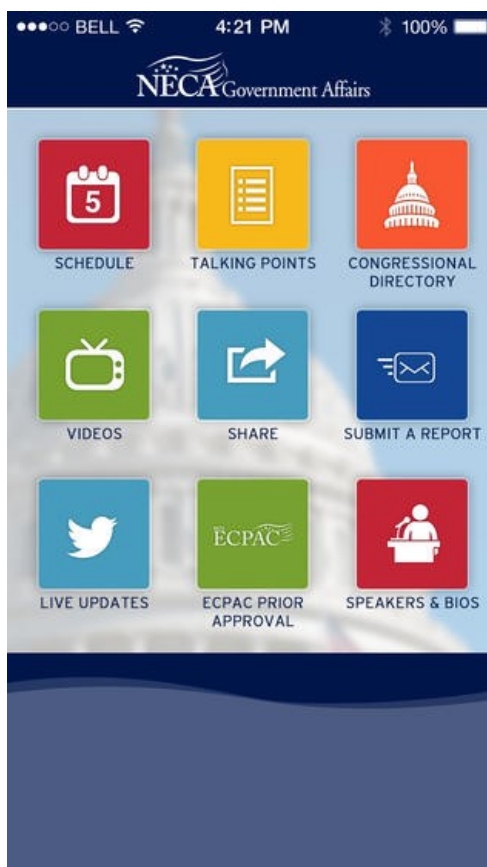 BELL 4:21 PM 100%
NECA Government Affairs
5
SCHEDULE TALKING POINTS CONGRESSIONAL
DIRECTORY
VIDEOS SHARE SUBMIT A REPORT
ECPAC
LIVE UPDATES ECPAC PRIOR SPEAKERS & BIOS
APPROVAL